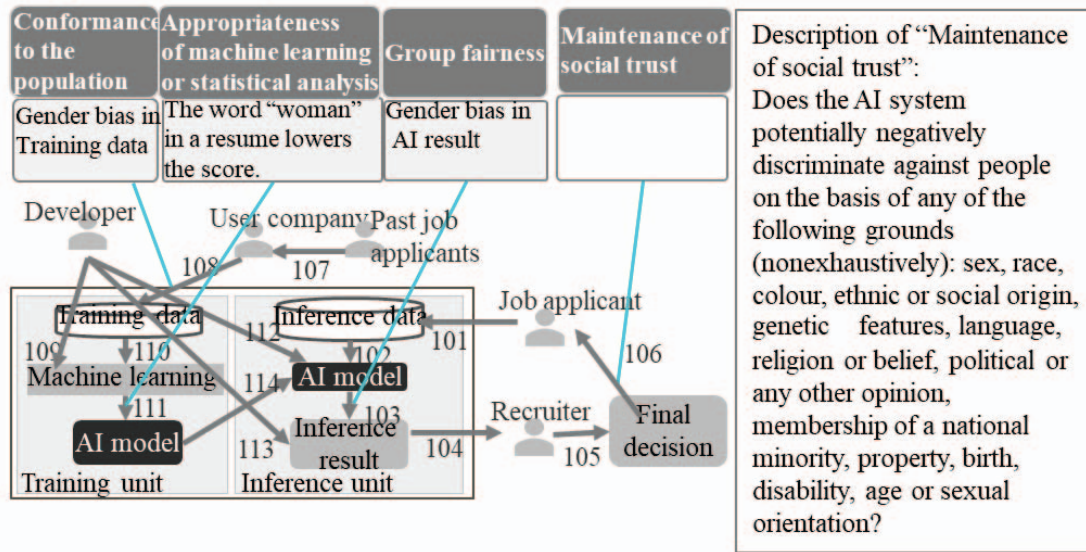 Conformance
to the
population
Appropriateness
of machine learning
or statistical analysis
Group fairness
Maintenance of
social trust
Gender bias in
Training data
The word “woman”
in a resume lowers
the score.
Gender bias in
AI result
Developer
User company
Past job
applicants
108
107
Training data
Inference data
Job applicant
109
110
112
102
101
106
Machine learning
114
AI model
111
103
Recruiter
Final
decision
AI model
113
Inference
result
104
105
Training unit
Inference unit
Description of “Maintenance
of social trust”:
Does the AI system
potentially negatively
discriminate against people
on the basis of any of the
following grounds
(nonexhaustively): sex, race,
colour, ethnic or social origin,
genetic features, language,
religion or belief, political or
any other opinion,
membership of a national
minority, property, birth,
disability, age or sexual
orientation?